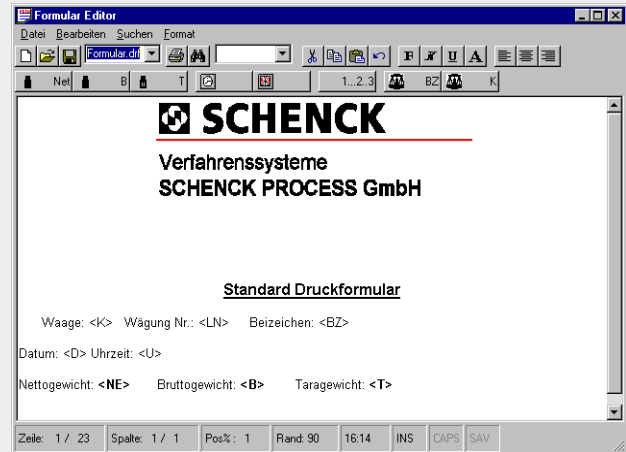 Formular Editor
Datei Bearbeiten Suchen Format
Formular.drf
Net B T 1...2..3 BZ K
SCHENCK
Verfahrenssysteme
SCHENCK PROCESS GmbH
Standard Druckformular
Waage: <K> Wägung Nr.: <LN> Beizeichen: <BZ>
Datum: <D> Uhrzeit: <U>
Nettogewicht: <NE> Bruttogewicht: <B> Taragewicht: <T>
Zeile: 1 / 23 Spalte: 1 / 1 Pos% : 1 Rand: 90 16:14 INS CAPS SAV